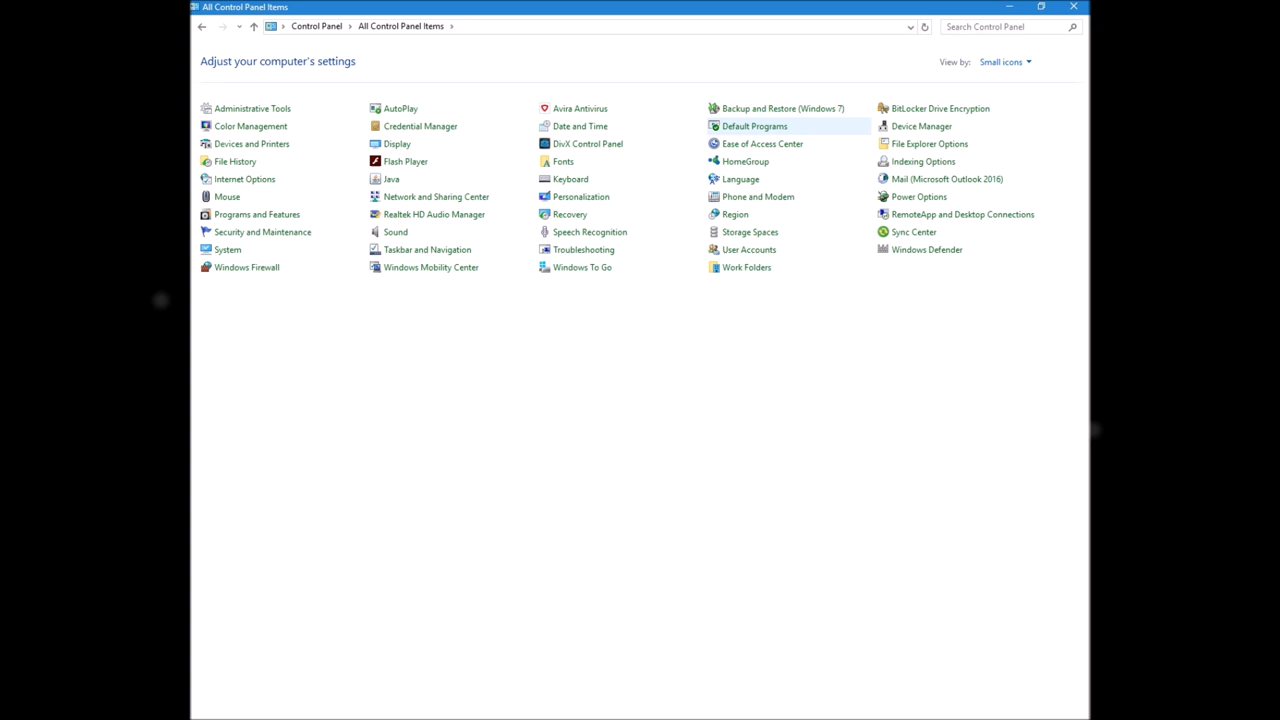 All Control Panel Items
Control Panel > All Control Panel Items >
Search Control Panel
Adjust your computer's settings
View by: Small icons
Administrative Tools AutoPlay Avira Antivirus Backup and Restore (Windows 7) BitLocker Drive Encryption
Color Management Credential Manager Date and Time Default Programs Device Manager
Devices and Printers Display DivX Control Panel Ease of Access Center File Explorer Options
File History Flash Player Fonts HomeGroup Indexing Options
Internet Options Java Keyboard Language Mail (Microsoft Outlook 2016)
Mouse Network and Sharing Center Personalization Phone and Modem Power Options
Programs and Features Realtek HD Audio Manager Recovery Region RemoteApp and Desktop Connections
Security and Maintenance Sound Speech Recognition Storage Spaces Sync Center
System Taskbar and Navigation Troubleshooting User Accounts Windows Defender
Windows Firewall Windows Mobility Center Windows To Go Work Folders